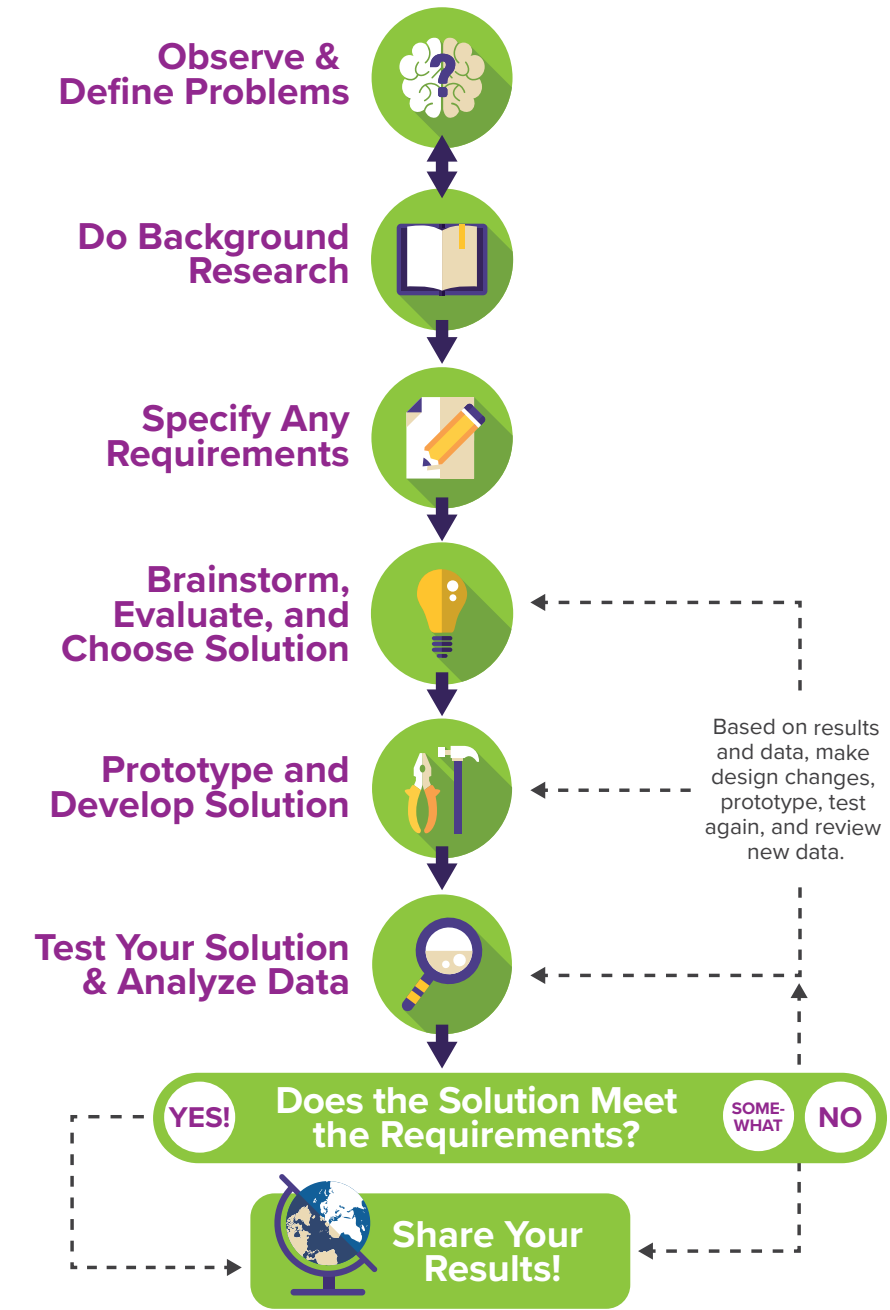 Observe &
Define Problems
?
Do Background
Research
Specify Any
Requirements
Brainstorm,
Evaluate, and
Choose Solution
Prototype and
Develop Solution
Based on results
and data, make
design changes,
prototype, test
again, and review
new data.
Test Your Solution
& Analyze Data
YES!
Does the Solution Meet
the Requirements?
SOME-
WHAT
NO
Share Your
Results!